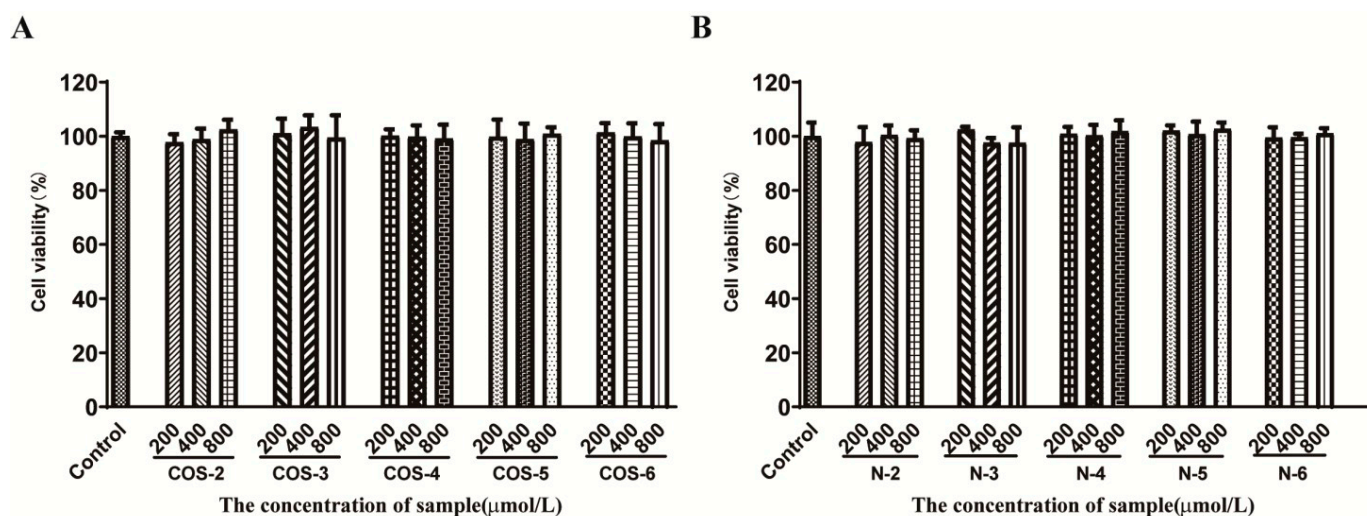 A
Cell viability (%)
120
100
80
60
40
20
0
Control
200 400 800 200 400 800 200 400 800 200 400 800 200 400 800
COS-2 COS-3 COS-4 COS-5 COS-6
The concentration of sample(μmol/L)
B
Cell viability (%)
120
100
80
60
40
20
0
Control
200 400 800 200 400 800 200 400 800 200 400 800 200 400 800
N-2 N-3 N-4 N-5 N-6
The concentration of sample(μmol/L)